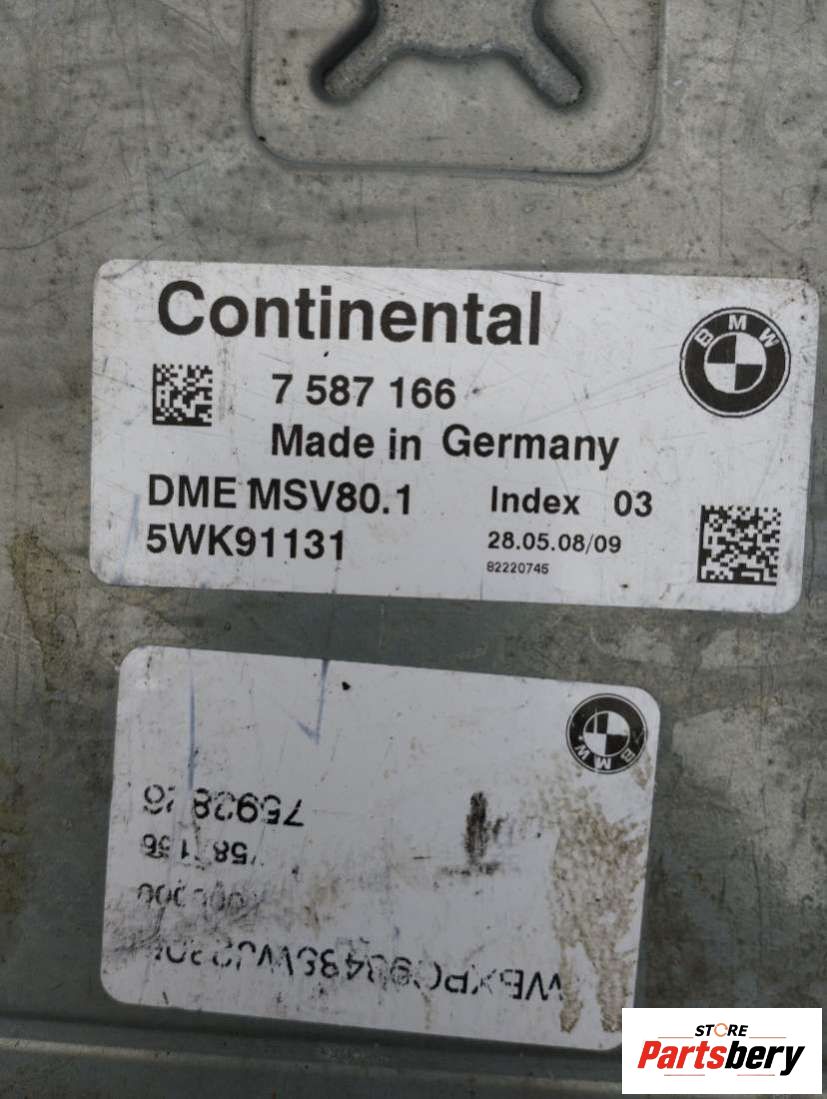 Continental
BMW
7 587 166
Made in Germany
DME MSV80.1 Index 03
5WK91131 28.05.08/09
82220745
BMW
STORE
Partsbery